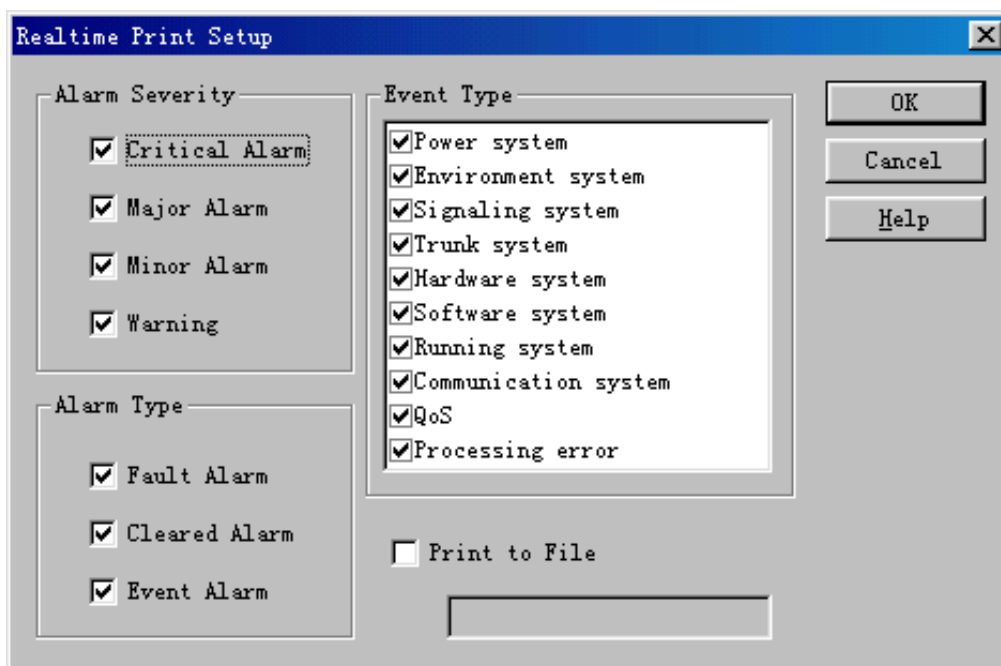 Realtime Print Setup
Alarm Severity
Critical Alarm
Major Alarm
Minor Alarm
Warning
Alarm Type
Fault Alarm
Cleared Alarm
Event Alarm
Event Type
Power system
Environment system
Signaling system
Trunk system
Hardware system
Software system
Running system
Communication system
QoS
Processing error
Print to File
OK
Cancel
Help